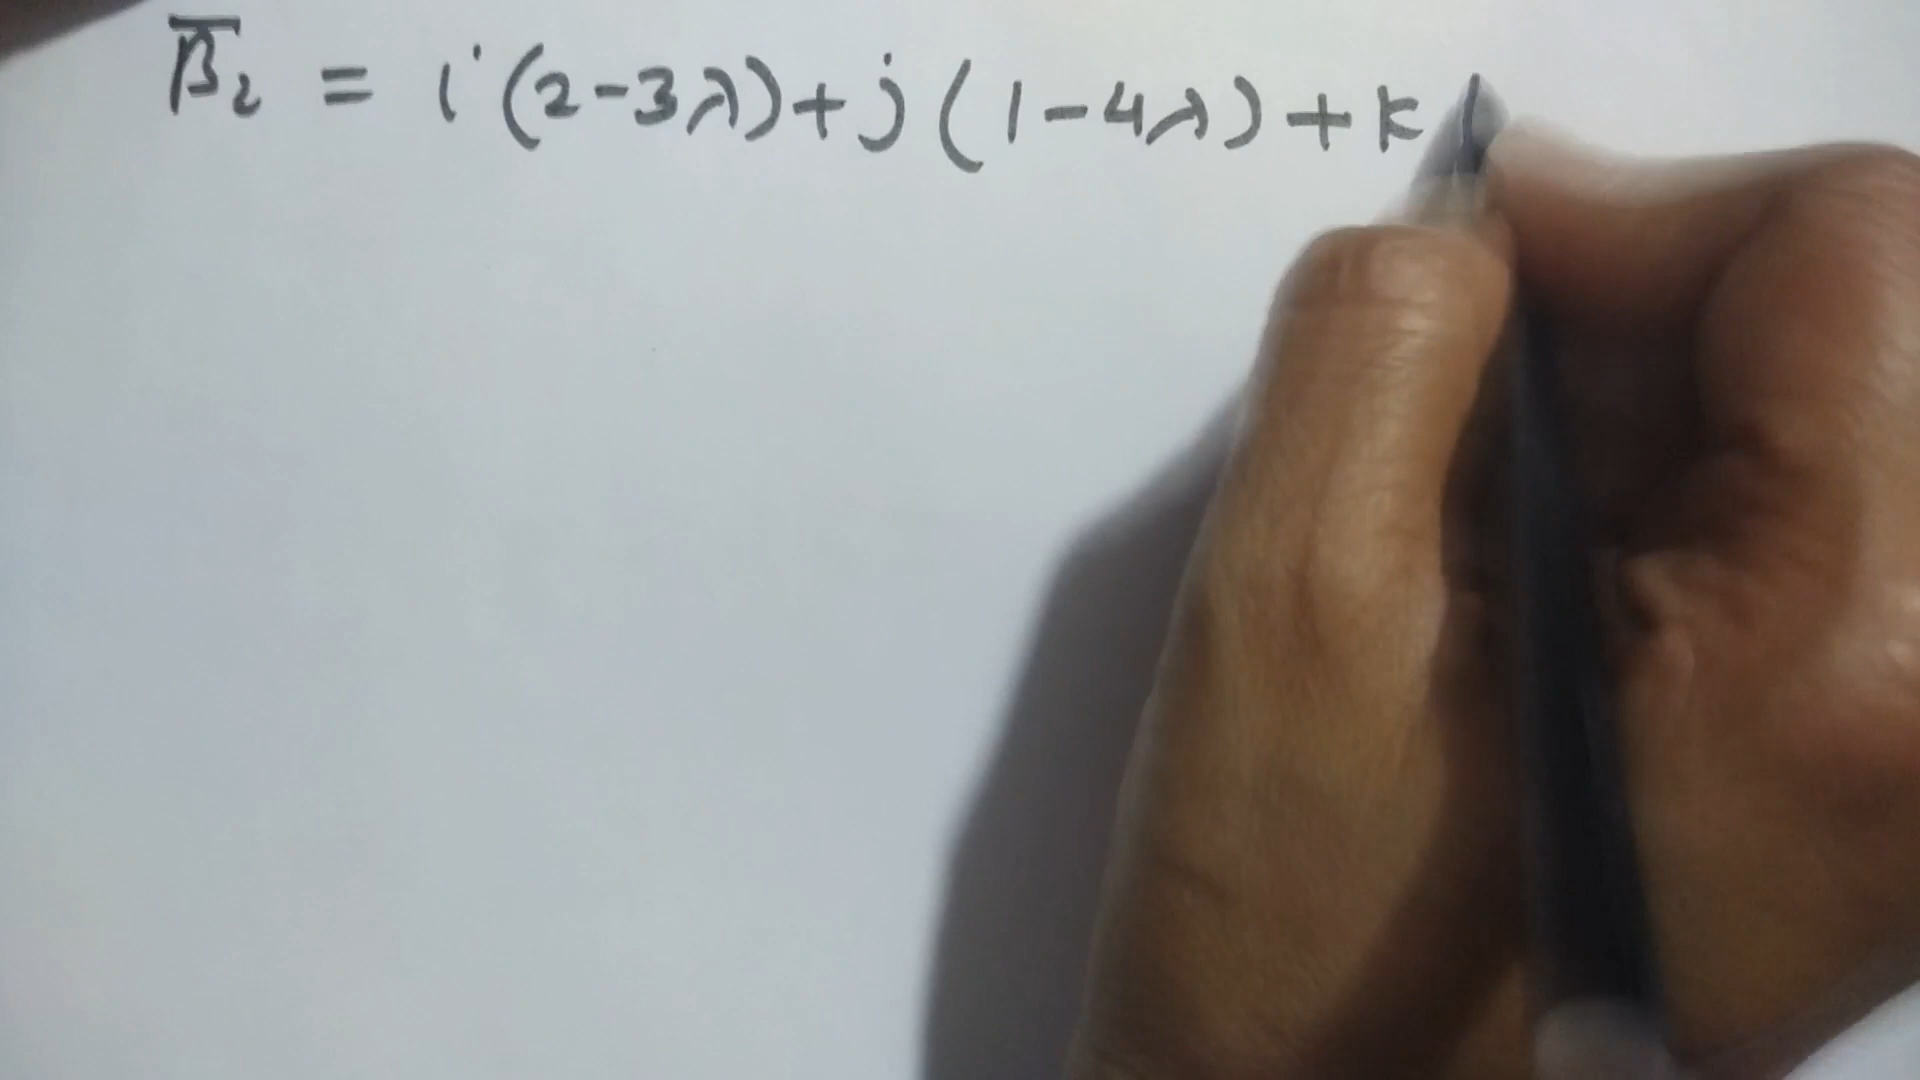 β̅₂ = i(2-3λ)+j(1-4λ)+k(